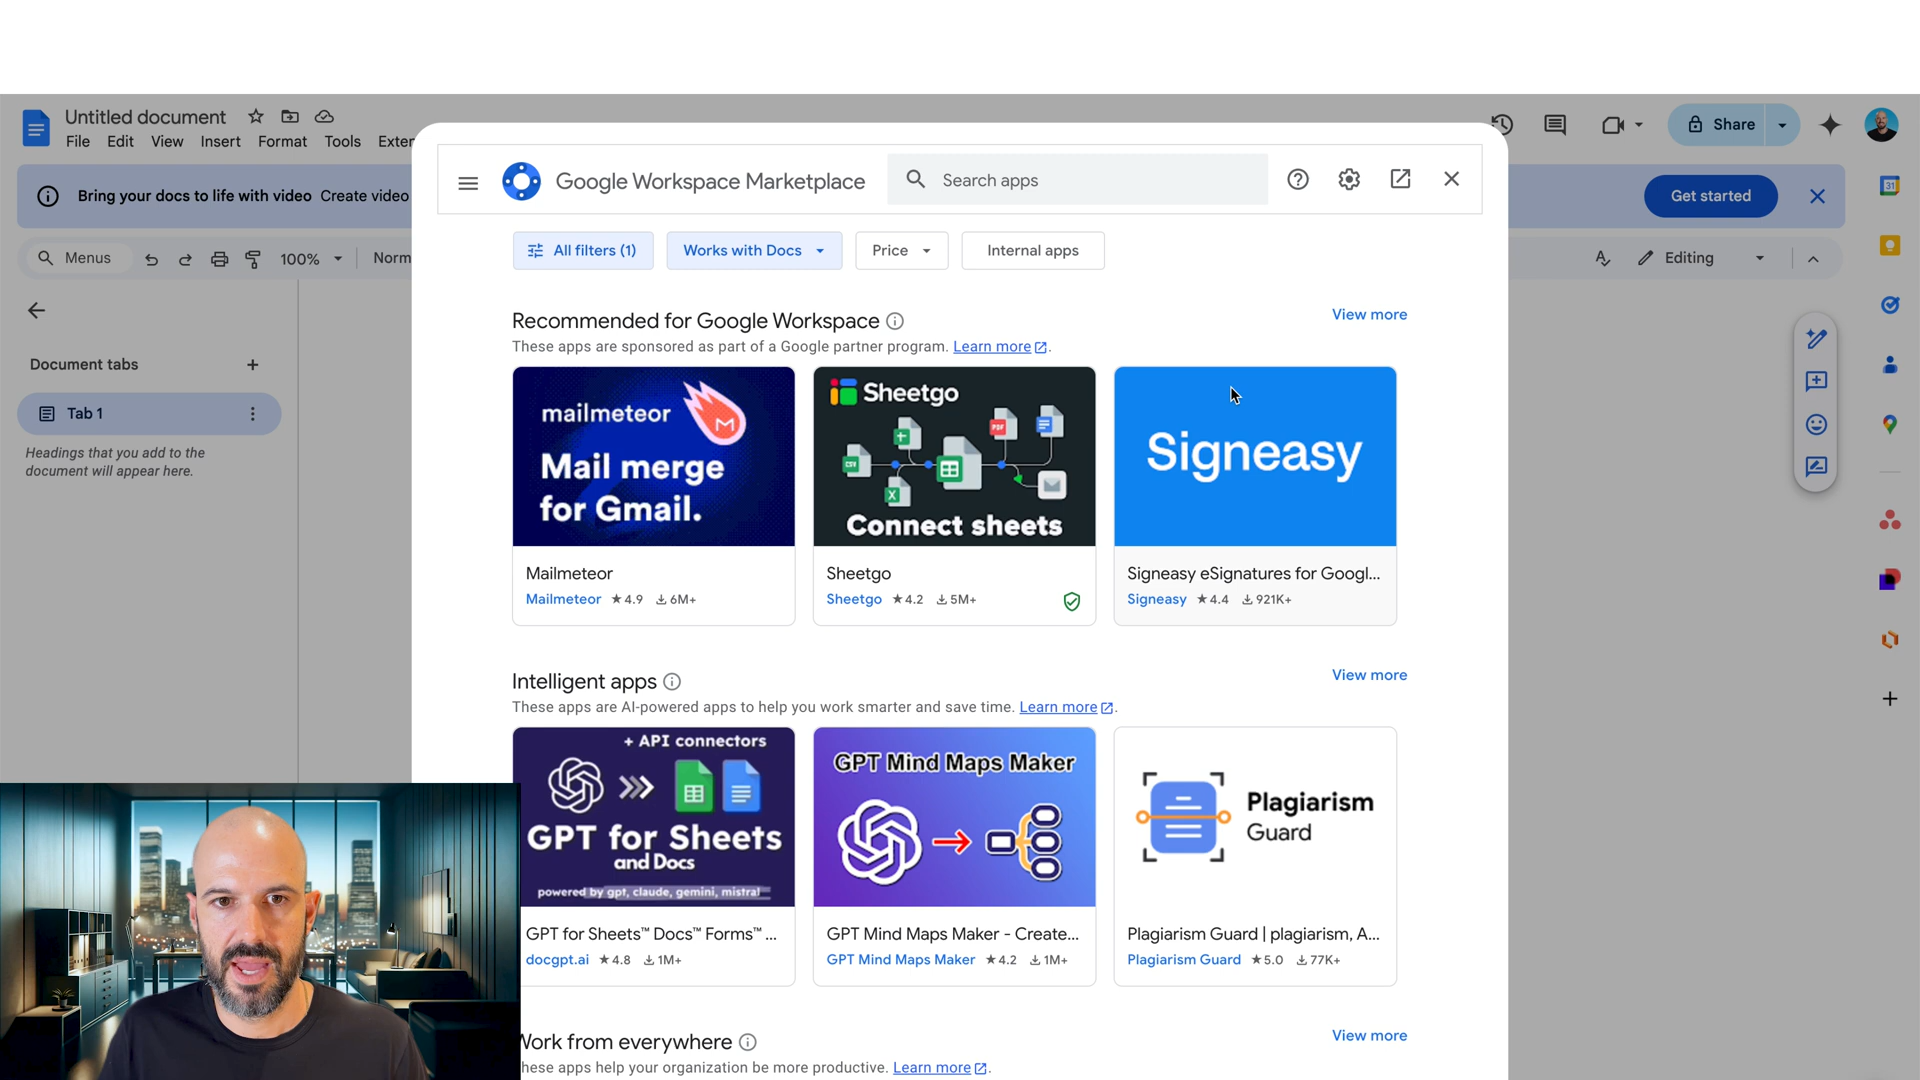 Untitled document
File Edit View Insert Format Tools Exter
Share
Bring your docs to life with video Create video
Get started
Menus
100%
Norm
Editing
Document tabs
Tab 1
Headings that you add to the
document will appear here.
Google Workspace Marketplace
Search apps
All filters (1)
Works with Docs
Price
Internal apps
Recommended for Google Workspace
View more
These apps are sponsored as part of a Google partner program. Learn more.
mailmeteor
Mail merge
for Gmail.
Mailmeteor
Mailmeteor ★4.9 6M+
Sheetgo
CSV
PDF
X
Connect sheets
Sheetgo
Sheetgo ★4.2 5M+
Signeasy
Signeasy eSignatures for Googl...
Signeasy ★4.4 921K+
Intelligent apps
View more
These apps are AI-powered apps to help you work smarter and save time. Learn more.
+ API connectors
GPT for Sheets
and Docs
powered by gpt, claude, gemini, mistral
GPT for Sheets™ Docs™ Forms™ ...
docgpt.ai ★4.8 1M+
GPT Mind Maps Maker
GPT Mind Maps Maker - Create...
GPT Mind Maps Maker ★4.2 1M+
Plagiarism
Guard
Plagiarism Guard | plagiarism, A...
Plagiarism Guard ★5.0 77K+
Work from everywhere
View more
hese apps help your organization be more productive. Learn more.
31